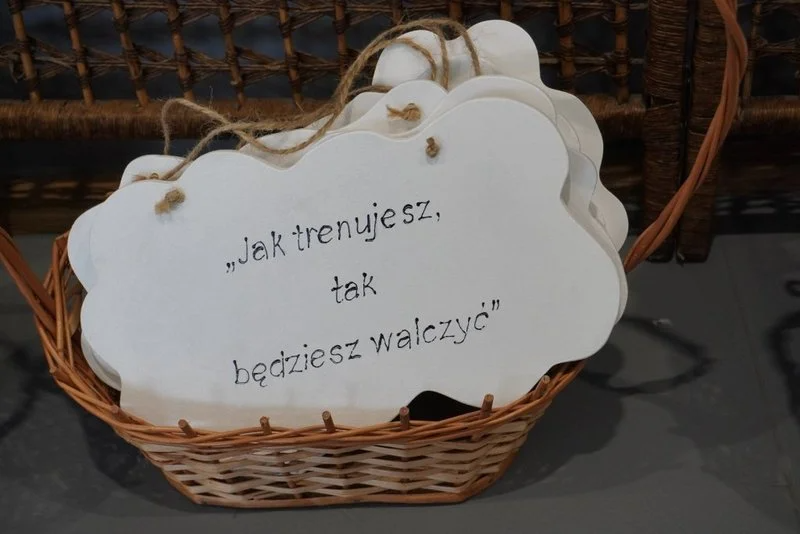 „Jak trenujesz,
tak
będziesz walczyć”